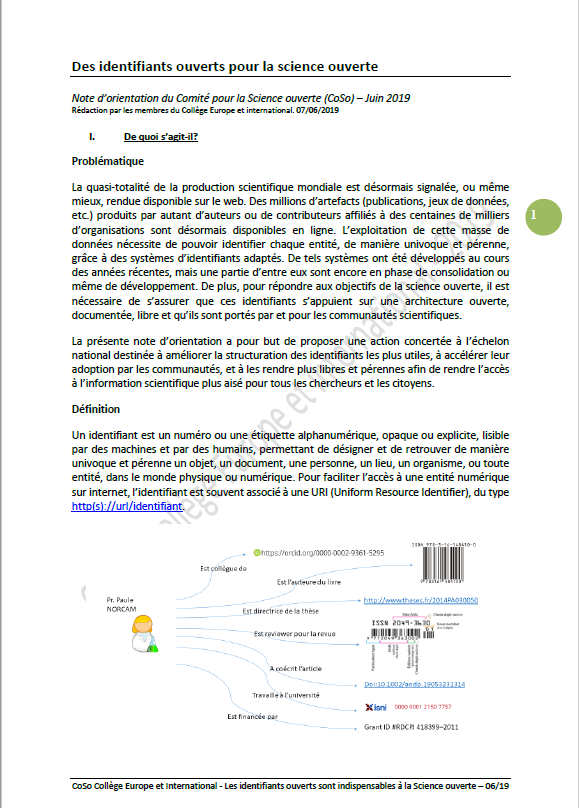 Des identifiants ouverts pour la science ouverte
Note d'orientation du Comité pour la Science ouverte (CoSo) – Juin 2019
Rédaction par les membres du Collège Europe et international. 07/06/2019
I. De quoi s'agit-il?
Problématique
La quasi-totalité de la production scientifique mondiale est désormais signalée, ou même
mieux, rendue disponible sur le web. Des millions d'artefacts (publications, jeux de données,
etc.) produits par autant d'auteurs ou de contributeurs affiliés à des centaines de milliers
d'organisations sont désormais disponibles en ligne. L'exploitation de cette masse de
données nécessite de pouvoir identifier chaque entité, de manière univoque et pérenne,
grâce à des systèmes d'identifiants adaptés. De tels systèmes ont été développés au cours
des années récentes, mais une partie d'entre eux sont encore en phase de consolidation ou
même de développement. De plus, pour répondre aux objectifs de la science ouverte, il est
nécessaire de s'assurer que ces identifiants s'appuient sur une architecture ouverte,
documentée, libre et qu'ils sont portés par et pour les communautés scientifiques.
1
La présente note d'orientation a pour but de proposer une action concertée à l'échelon
national destinée à améliorer la structuration des identifiants les plus utiles, à accélérer leur
adoption par les communautés, et à les rendre plus libres et pérennes afin de rendre l'accès
à l'information scientifique plus aisé pour tous les chercheurs et les citoyens.
Définition
Un identifiant est un numéro ou une étiquette alphanumérique, opaque ou explicite, lisible
par des machines et par des humains, permettant de désigner et de retrouver de manière
univoque et pérenne un objet, un document, une personne, un lieu, un organisme, ou toute
entité, dans le monde physique ou numérique. Pour faciliter l'accès à une entité numérique
sur internet, l'identifiant est souvent associé à une URI (Uniform Resource Identifier), du type
http(s)://url/identifiant.
Collège Europe et International
Pr. Paule
NORCAM
Est collègue de
https://orcid.org/0000-0002-9361-5295
Est l'auteure du livre
ISBN 978-3-16-148410-0
Est directrice de la thèse
http://www.theses.fr/2014PA030050
Est reviewer pour la revue
ISSN 2049-3630
A coécrit l'article
Doi:10.1002/andp.19053231314
Travaille à l'université
isni 0000 0001 2150 7757
Est financée par
Grant ID #RDCPJ 418399–2011
CoSo Collège Europe et International - Les identifiants ouverts sont indispensables à la Science ouverte – 06/19